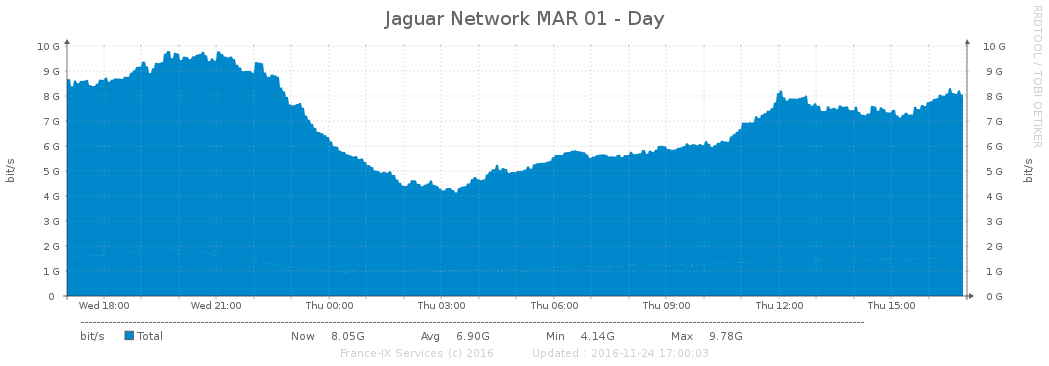 Jaguar Network MAR 01 - Day
RRDTOOL / TOBI OETIKER
10 G 10 G
9 G 9 G
8 G 8 G
7 G 7 G
6 G 6 G
5 G 5 G
4 G 4 G
3 G 3 G
2 G 2 G
1 G 1 G
0 0 G
bit/s
bit/s
Wed 18:00 Wed 21:00 Thu 00:00 Thu 03:00 Thu 06:00 Thu 09:00 Thu 12:00 Thu 15:00
bit/s Total Now 8.05G Avg 6.90G Min 4.14G Max 9.78G
France-IX Services (c) 2016 Updated : 2016-11-24 17:00:03